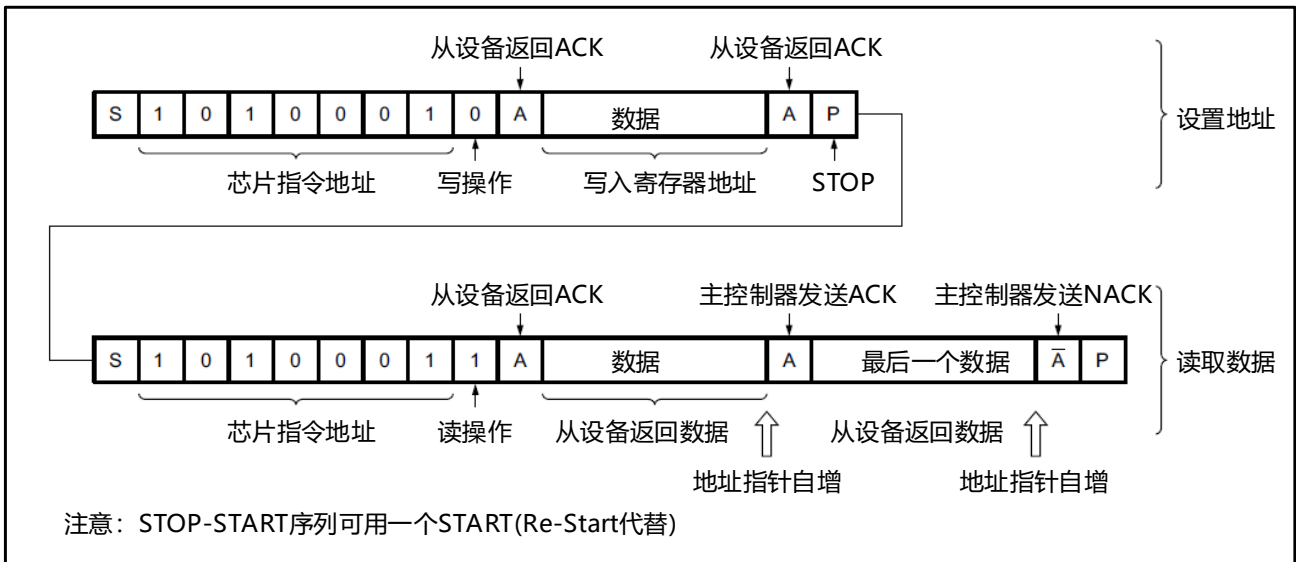 从设备返回ACK 从设备返回ACK
S 1 0 1 0 0 0 1 0 A 数据 A P
设置地址
芯片指令地址 写操作 写入寄存器地址 STOP
从设备返回ACK 主控制器发送ACK 主控制器发送NACK
S 1 0 1 0 0 0 1 1 A 数据 A 最后一个数据 A̅ P
读取数据
芯片指令地址 读操作 从设备返回数据 从设备返回数据
地址指针自增 地址指针自增
注意：STOP-START序列可用一个START(Re-Start代替)